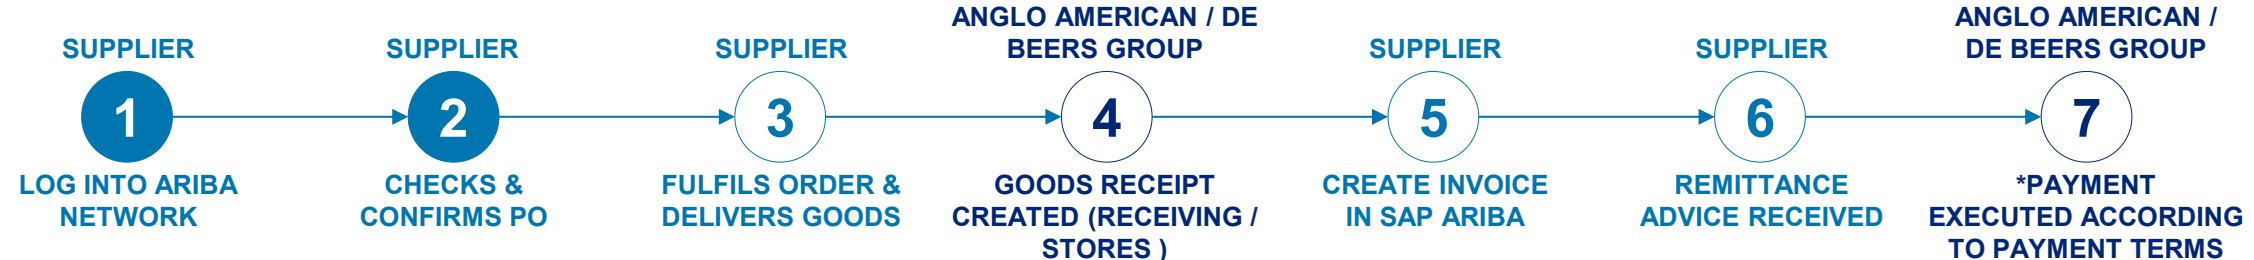 SUPPLIER
1
LOG INTO ARIBA
NETWORK
SUPPLIER
2
CHECKS &
CONFIRMS PO
SUPPLIER
3
FULFILS ORDER &
DELIVERS GOODS
ANGLO AMERICAN / DE
BEERS GROUP
4
GOODS RECEIPT
CREATED (RECEIVING /
STORES )
SUPPLIER
5
CREATE INVOICE
IN SAP ARIBA
SUPPLIER
6
REMITTANCE
ADVICE RECEIVED
ANGLO AMERICAN /
DE BEERS GROUP
7
*PAYMENT
EXECUTED ACCORDING
TO PAYMENT TERMS